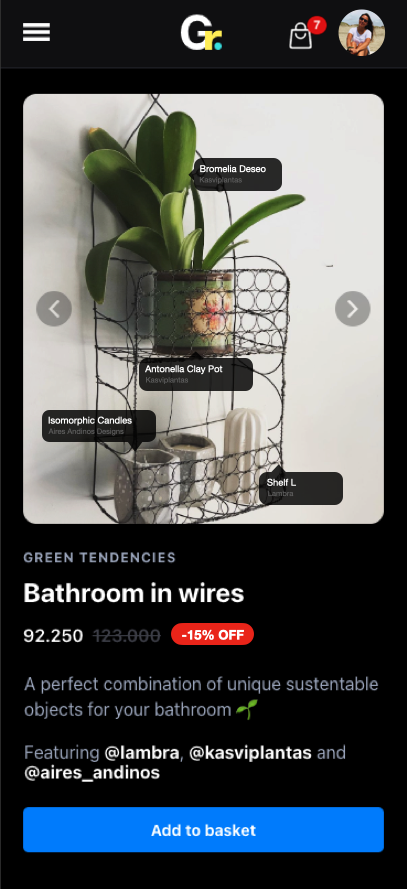 Gr.
7
Bromelia Deseo
Kasviplantas
Antonella Clay Pot
Kasviplantas
Isomorphic Candles
Aires Andinos Designs
Shelf L
Lambra
GREEN TENDENCIES
Bathroom in wires
92.250 123.000 -15% OFF
A perfect combination of unique sustentable
objects for your bathroom 🌱
Featuring @lambra, @kasviplantas and
@aires_andinos
Add to basket